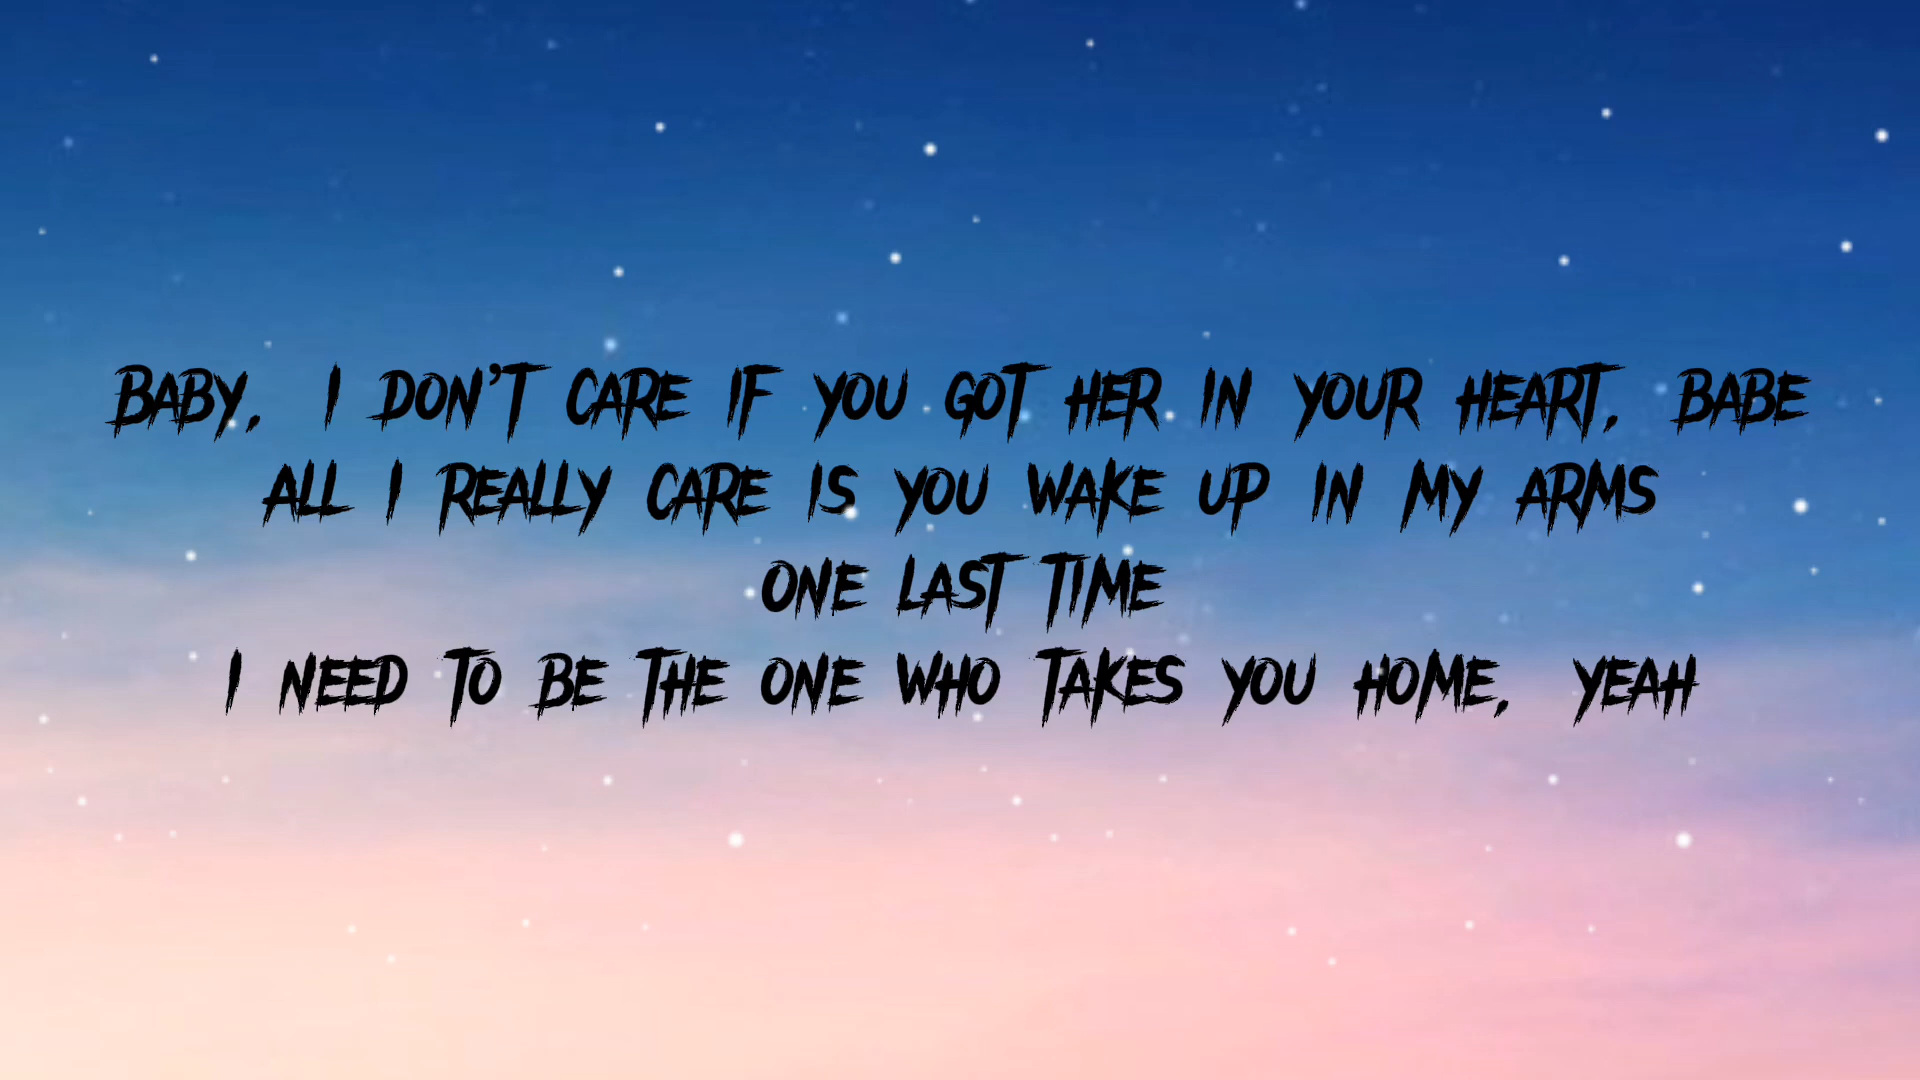 BABY, I DON'T CARE IF YOU GOT HER IN YOUR HEART, BABE
ALL I REALLY CARE IS YOU WAKE UP IN MY ARMS
ONE LAST TIME
I NEED TO BE THE ONE WHO TAKES YOU HOME, YEAH